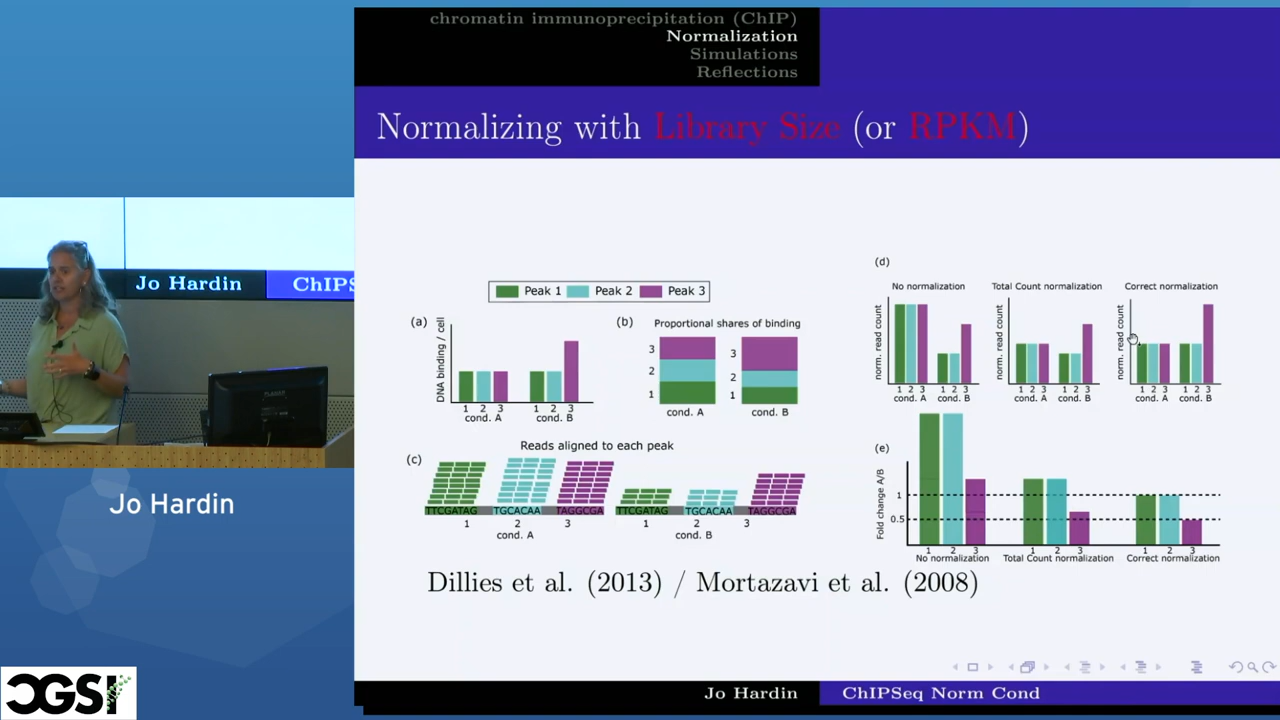 chromatin immunoprecipitation (ChIP)
Normalization
Simulations
Reflections
Normalizing with Library Size (or RPKM)
Peak 1 Peak 2 Peak 3
(a)
DNA binding / cell
1 2 3 1 2 3
cond. A cond. B
(b)
Proportional shares of binding
3 3
2 2
1 1
cond. A cond. B
(c)
Reads aligned to each peak
TTCGATAG TGCACAA TAGGCGA TTCGATAG TGCACAA TAGGCGA
1 2 3 1 2 3
cond. A cond. B
(d)
No normalization Total Count normalization Correct normalization
norm. read count norm. read count norm. read count
1 2 3 1 2 3 1 2 3 1 2 3 1 2 3 1 2 3
cond. A cond. B cond. A cond. B cond. A cond. B
(e)
Fold change A/B
1
0.5
1 2 3 1 2 3 1 2 3
No normalization Total Count normalization Correct normalization
Dillies et al. (2013) / Mortazavi et al. (2008)
Jo Hardin ChIPSeq Norm Cond
Jo Hardin ChIPS
Jo Hardin
CGSI